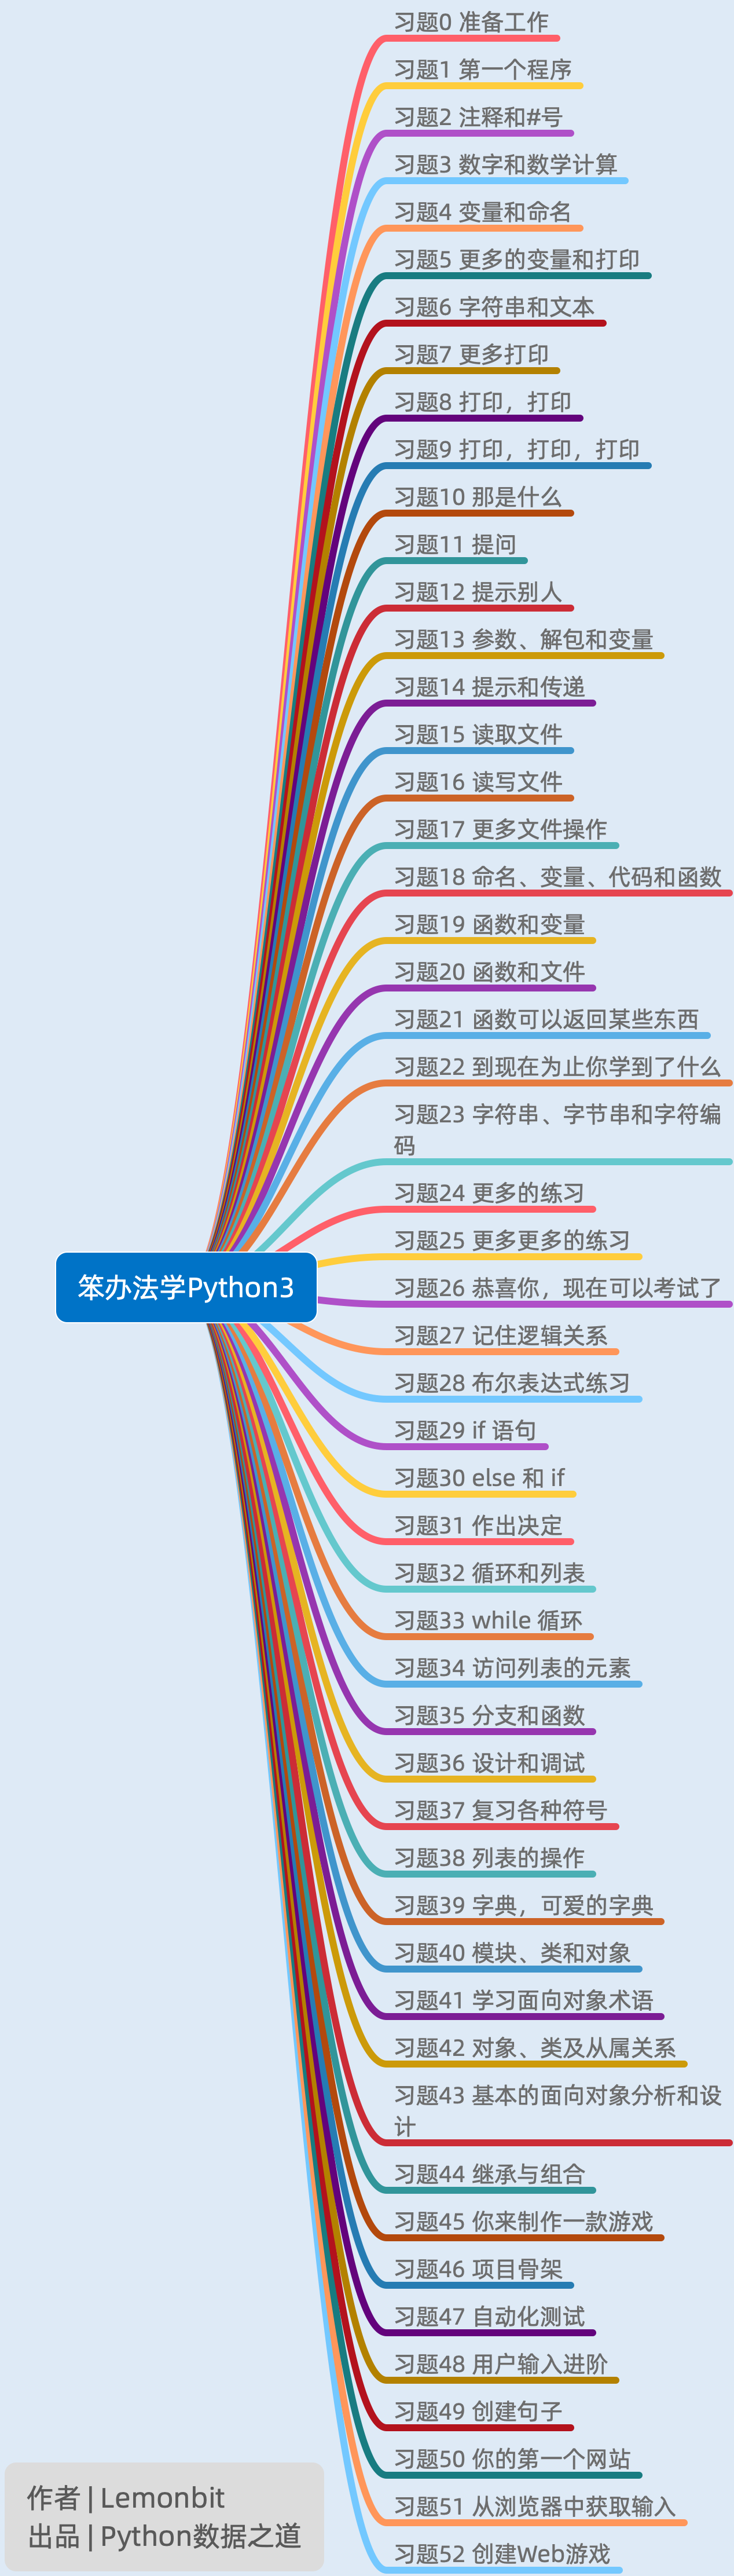 习题0 准备工作
习题1 第一个程序
习题2 注释和#号
习题3 数字和数学计算
习题4 变量和命名
习题5 更多的变量和打印
习题6 字符串和文本
习题7 更多打印
习题8 打印，打印
习题9 打印，打印，打印
习题10 那是什么
习题11 提问
习题12 提示别人
习题13 参数、解包和变量
习题14 提示和传递
习题15 读取文件
习题16 读写文件
习题17 更多文件操作
习题18 命名、变量、代码和函数
习题19 函数和变量
习题20 函数和文件
习题21 函数可以返回某些东西
习题22 到现在为止你学到了什么
习题23 字符串、字节串和字符编
码
习题24 更多的练习
习题25 更多更多的练习
笨办法学Python3
习题26 恭喜你，现在可以考试了
习题27 记住逻辑关系
习题28 布尔表达式练习
习题29 if 语句
习题30 else 和 if
习题31 作出决定
习题32 循环和列表
习题33 while 循环
习题34 访问列表的元素
习题35 分支和函数
习题36 设计和调试
习题37 复习各种符号
习题38 列表的操作
习题39 字典，可爱的字典
习题40 模块、类和对象
习题41 学习面向对象术语
习题42 对象、类及从属关系
习题43 基本的面向对象分析和设
计
习题44 继承与组合
习题45 你来制作一款游戏
习题46 项目骨架
习题47 自动化测试
习题48 用户输入进阶
习题49 创建句子
习题50 你的第一个网站
习题51 从浏览器中获取输入
习题52 创建Web游戏
作者 | Lemonbit
出品 | Python数据之道